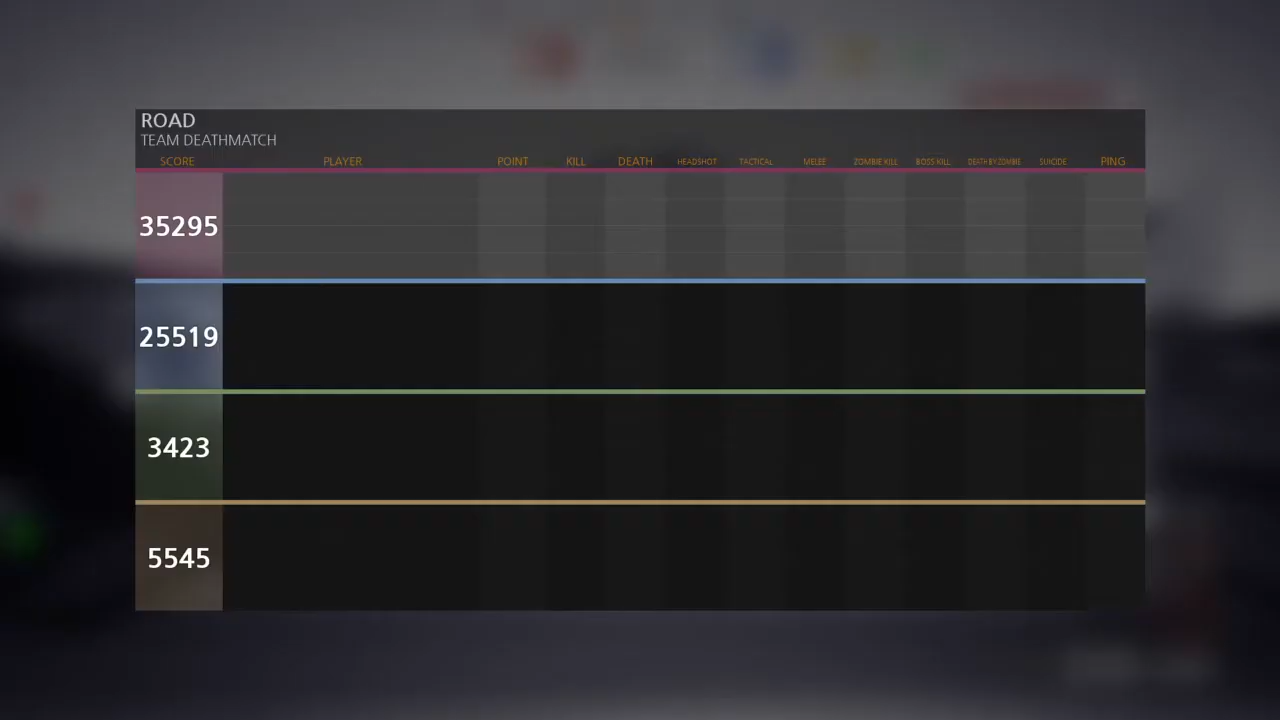 ROAD
TEAM DEATHMATCH
SCORE PLAYER POINT KILL DEATH HEADSHOT TACTICAL MELEE ZOMBIE KILL BOSS KILL DEATH BY ZOMBIE SUICIDE PING
35295
25519
3423
5545